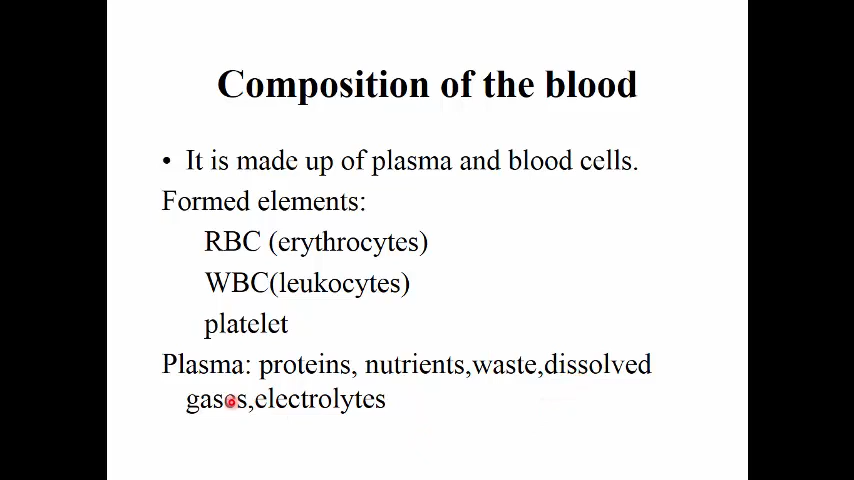 Composition of the blood
• It is made up of plasma and blood cells.
Formed elements:
RBC (erythrocytes)
WBC(leukocytes)
platelet
Plasma: proteins, nutrients,waste,dissolved
gases,electrolytes